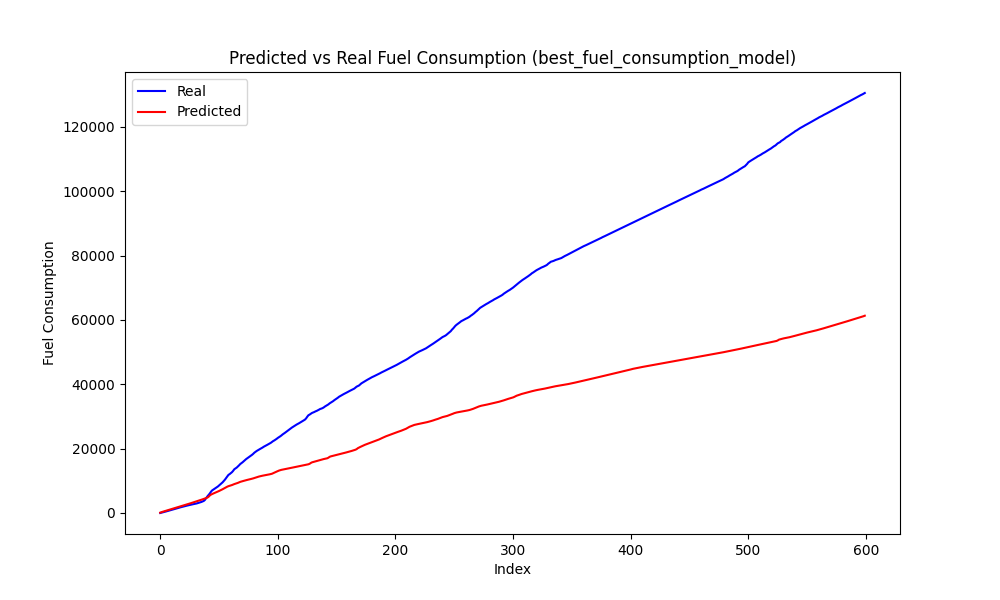 Predicted vs Real Fuel Consumption (best_fuel_consumption_model)
Real
Predicted
120000
100000
80000
60000
40000
20000
0
Fuel Consumption
0 100 200 300 400 500 600
Index